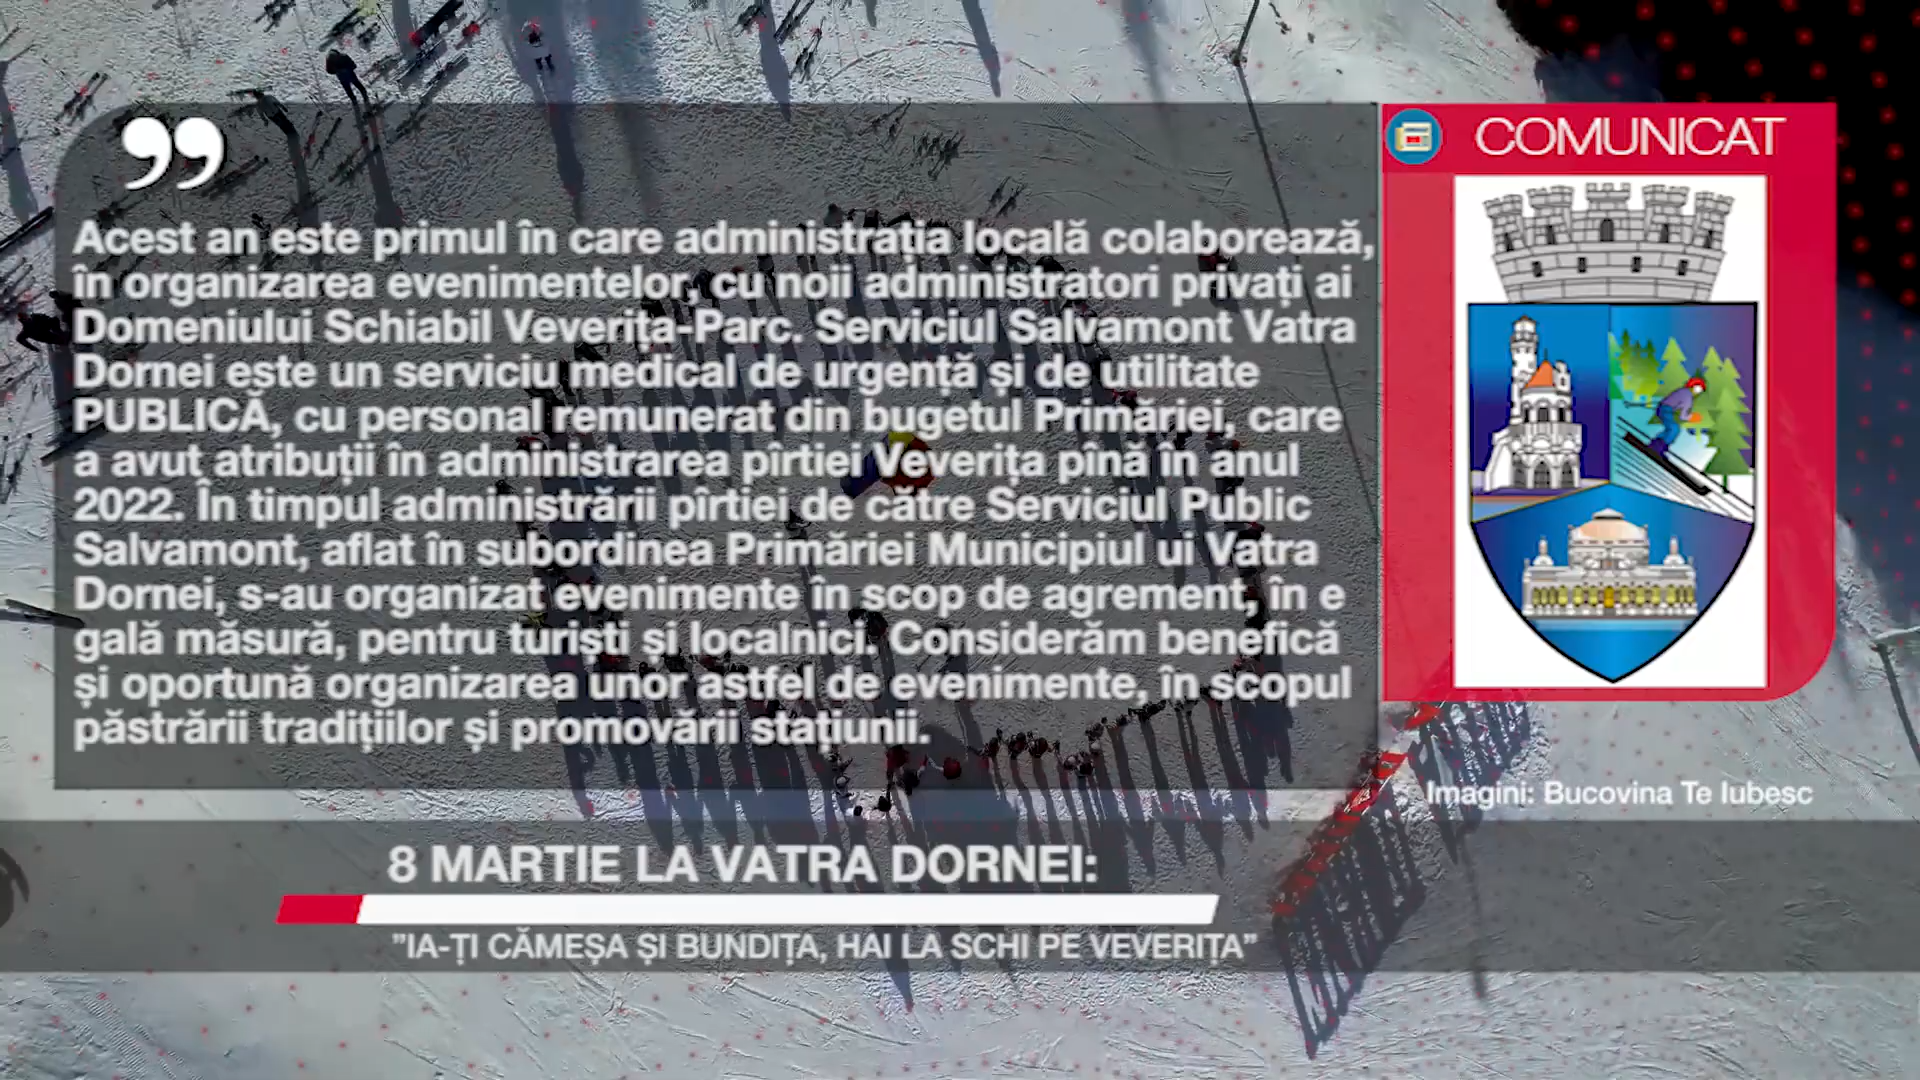 ”
Acest an este primul în care administrația locală colaborează,
în organizarea evenimentelor, cu noii administratori privați ai
Domeniului Schiabil Veverița-Parc. Serviciul Salvamont Vatra
Dornei este un serviciu medical de urgență și de utilitate
PUBLICĂ, cu personal remunerat din bugetul Primăriei, care
a avut atribuții în administrarea pîrtiei Veverița pînă în anul
2022. În timpul administrării pîrtiei de către Serviciul Public
Salvamont, aflat în subordinea Primăriei Municipiul ui Vatra
Dornei, s-au organizat evenimente în scop de agrement, în e
gală măsură, pentru turiști și localnici. Considerăm benefică
și oportună organizarea unor astfel de evenimente, în scopul
păstrării tradițiilor și promovării stațiunii.
COMUNICAT
Imagini: Bucovina Te Iubesc
8 MARTIE LA VATRA DORNEI:
”IA-ȚI CĂMEȘA ȘI BUNDIȚA, HAI LA SCHI PE VEVERIȚA”